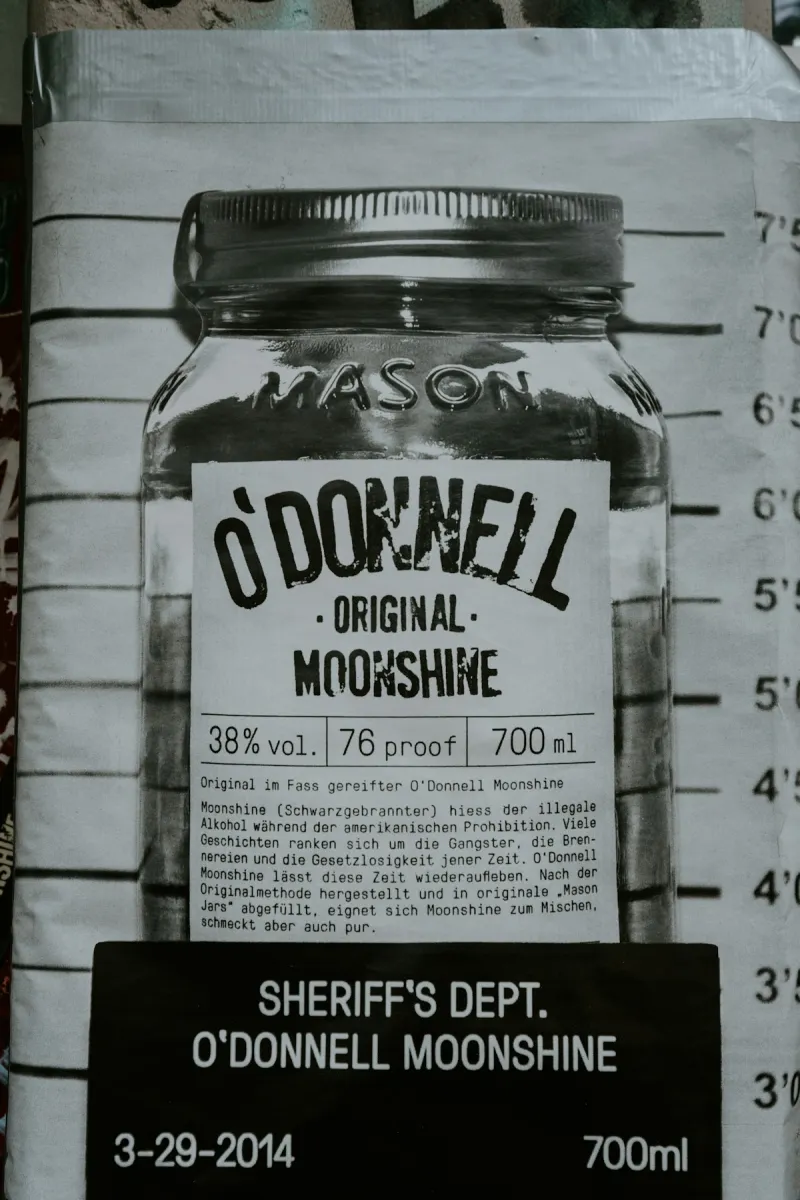 MASON
O'DONNELL
· ORIGINAL ·
MOONSHINE
38% vol. 76 proof 700 ml
Original im Fass gereifter O'Donnell Moonshine
Moonshine (Schwarzgebrannter) hiess der illegale
Alkohol während der amerikanischen Prohibition. Viele
Geschichten ranken sich um die Gangster, die Bren-
nereien und die Gesetzlosigkeit jener Zeit. O'Donnell
Moonshine lässt diese Zeit wiederaufleben. Nach der
Originalmethode hergestellt und in originale „Mason
Jars" abgefüllt, eignet sich Moonshine zum Mischen,
schmeckt aber auch pur.
SHERIFF'S DEPT.
O'DONNELL MOONSHINE
3-29-2014 700ml
7'5
7'0
6'5
6'0
5'5
5'0
4'5
4'0
3'5
3'0